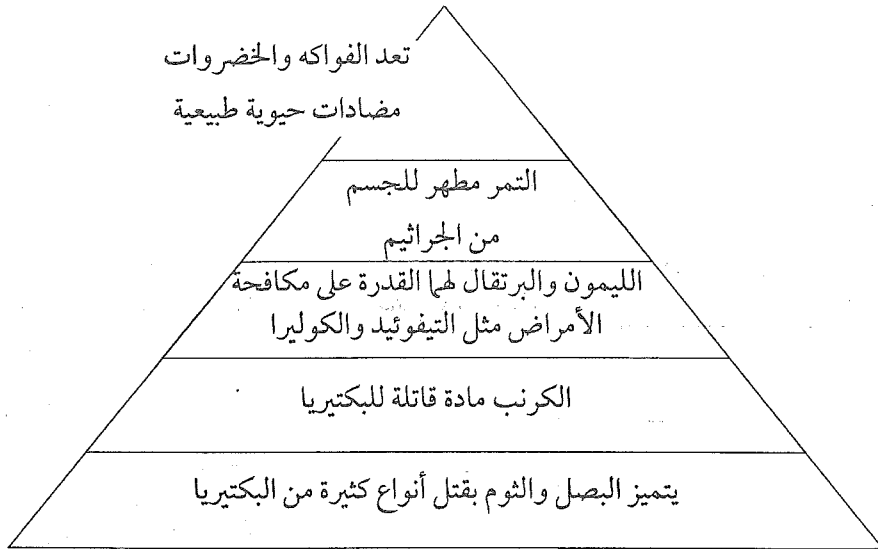 تعد الفواكه والخضروات
مضادات حيوية طبيعية
التمر مطهر للجسم
من الجراثيم
الليمون والبرتقال لهما القدرة على مكافحة
الأمراض مثل التيفوئيد والكوليرا
الكرنب مادة قاتلة للبكتيريا
يتميز البصل والثوم بقتل أنواع كثيرة من البكتيريا